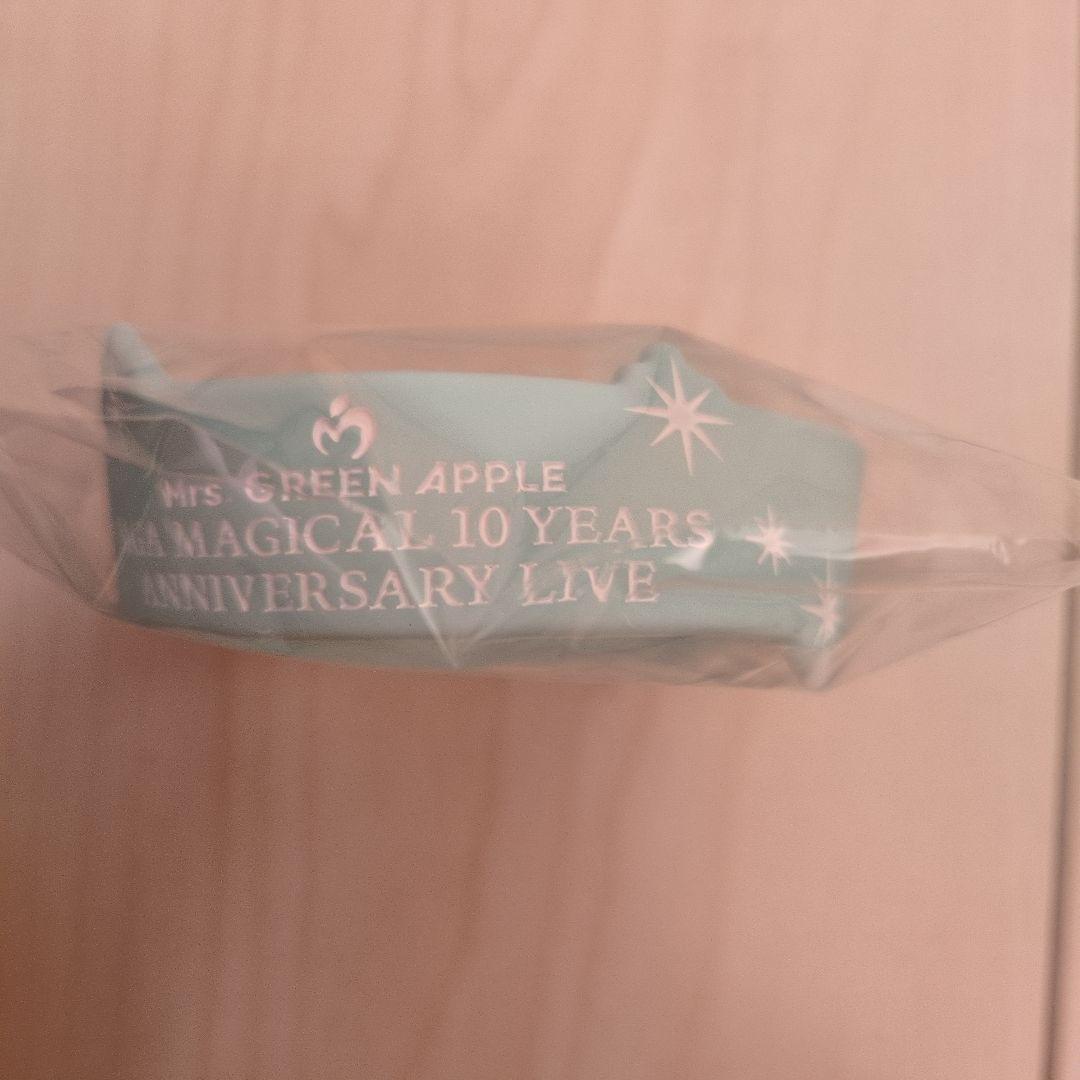 Mrs. GREEN APPLE
MAGICAL 10 YEARS
ANNIVERSARY LIVE